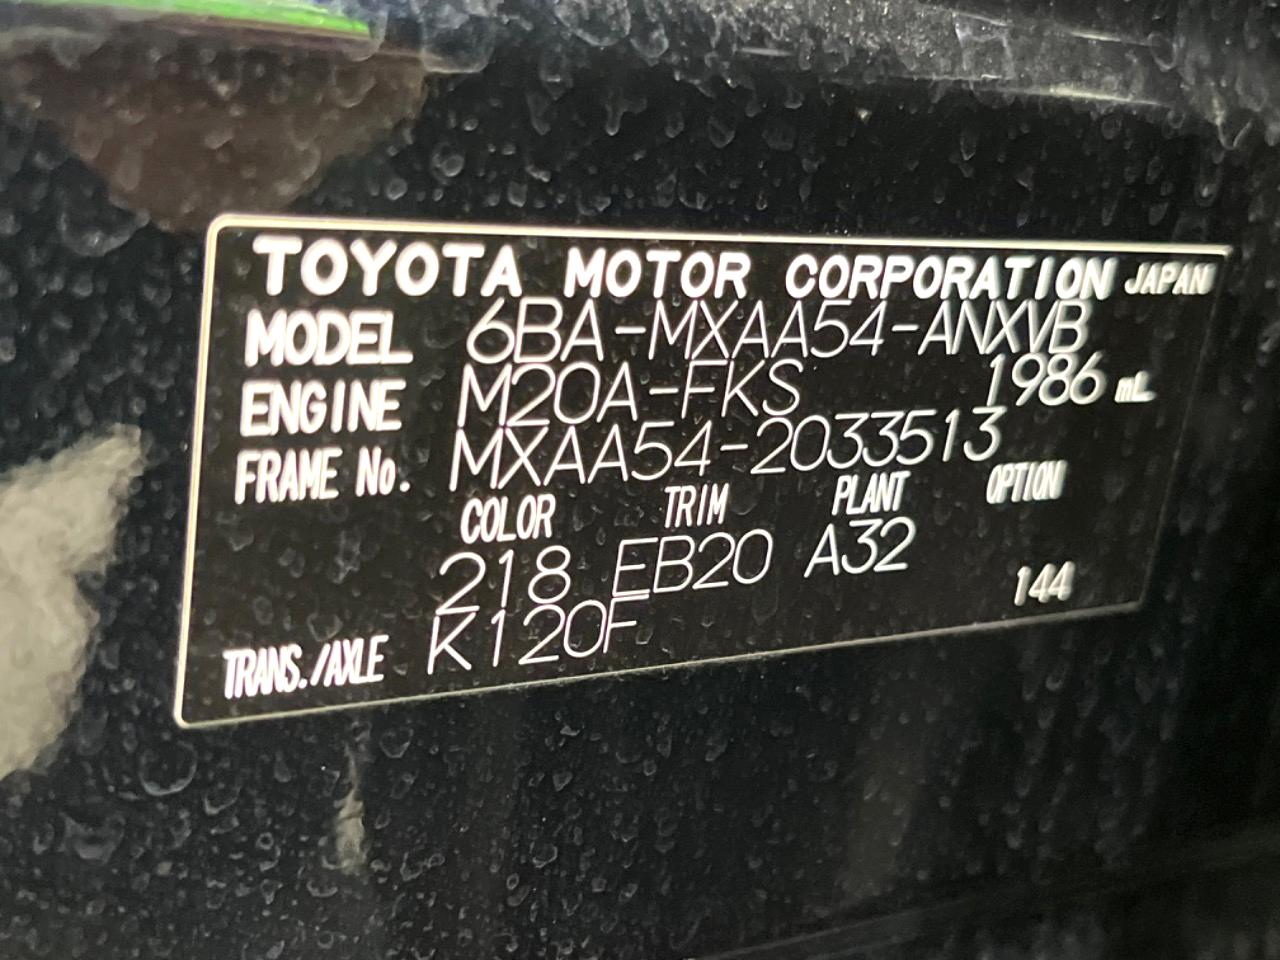 TOYOTA MOTOR CORPORATION JAPAN
MODEL 6BA-MXAA54-ANXVB
ENGINE M20A-FKS 1986 mL
FRAME No. MXAA54-2033513
COLOR TRIM PLANT OPTION
218 EB20 A32
TRANS./AXLE K120F 144